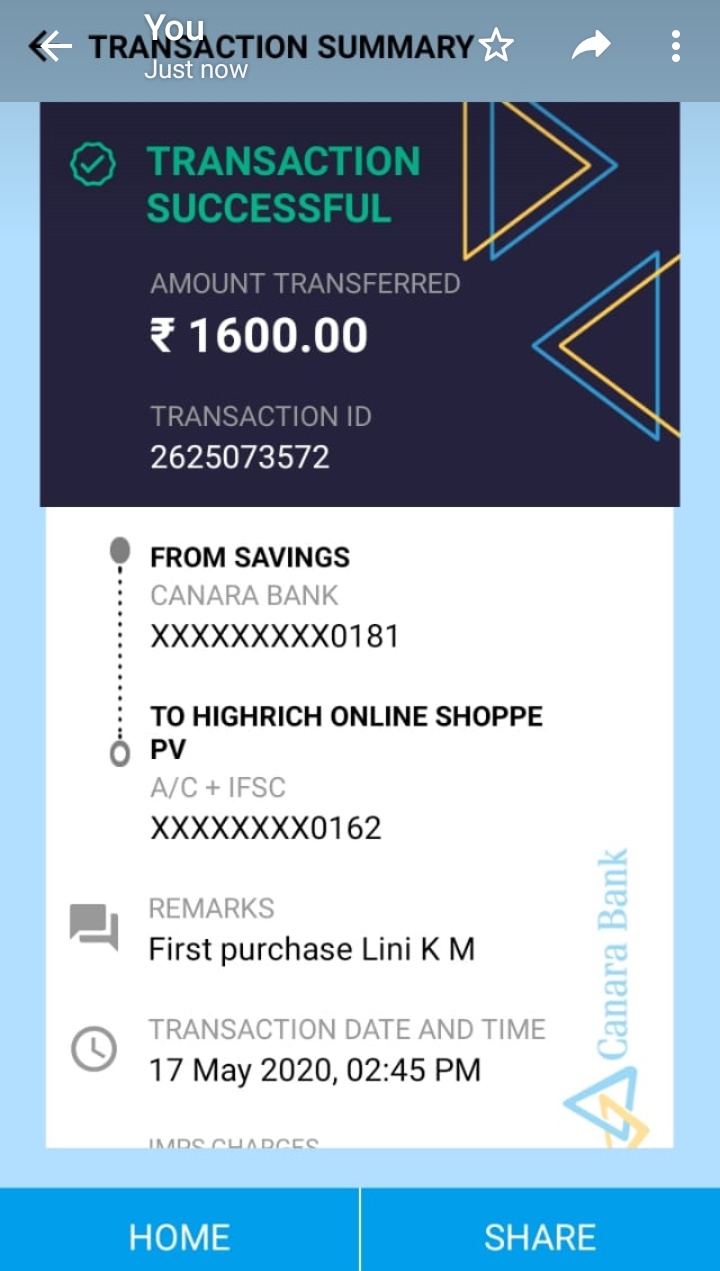 You
TRANSACTION SUMMARY
Just now
TRANSACTION
SUCCESSFUL
AMOUNT TRANSFERRED
₹ 1600.00
TRANSACTION ID
2625073572
FROM SAVINGS
CANARA BANK
XXXXXXXXX0181
TO HIGHRICH ONLINE SHOPPE
PV
A/C + IFSC
XXXXXXXX0162
REMARKS
First purchase Lini K M
TRANSACTION DATE AND TIME
17 May 2020, 02:45 PM
IMPS CHARGES
Canara Bank
HOME
SHARE